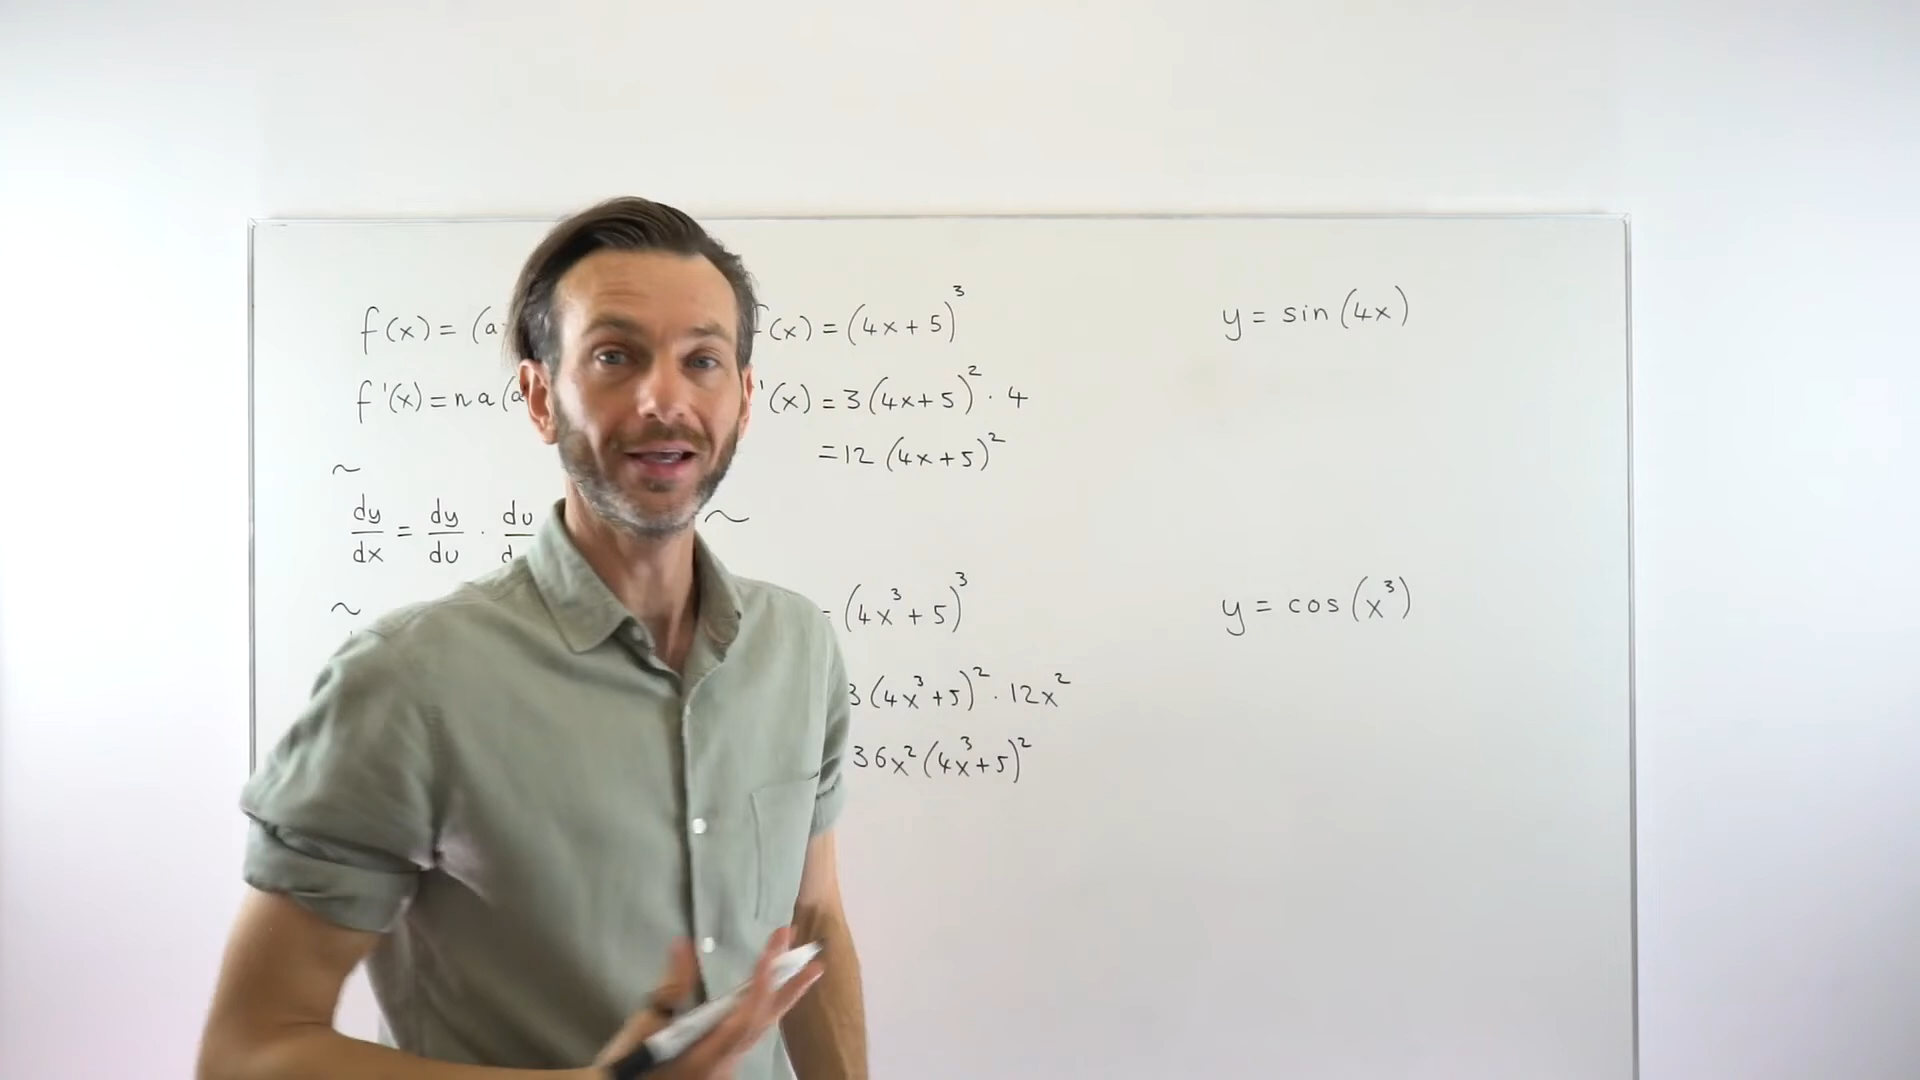 f(x) = (a
f'(x) = na(a
~
dy/dx = dy/du · du/d
~
(x) = (4x + 5)³
'(x) = 3(4x+5)² · 4
= 12(4x+5)²
~
= (4x³ + 5)³
3(4x³+5)² · 12x²
36x²(4x³+5)²
y = sin(4x)
y = cos(x³)